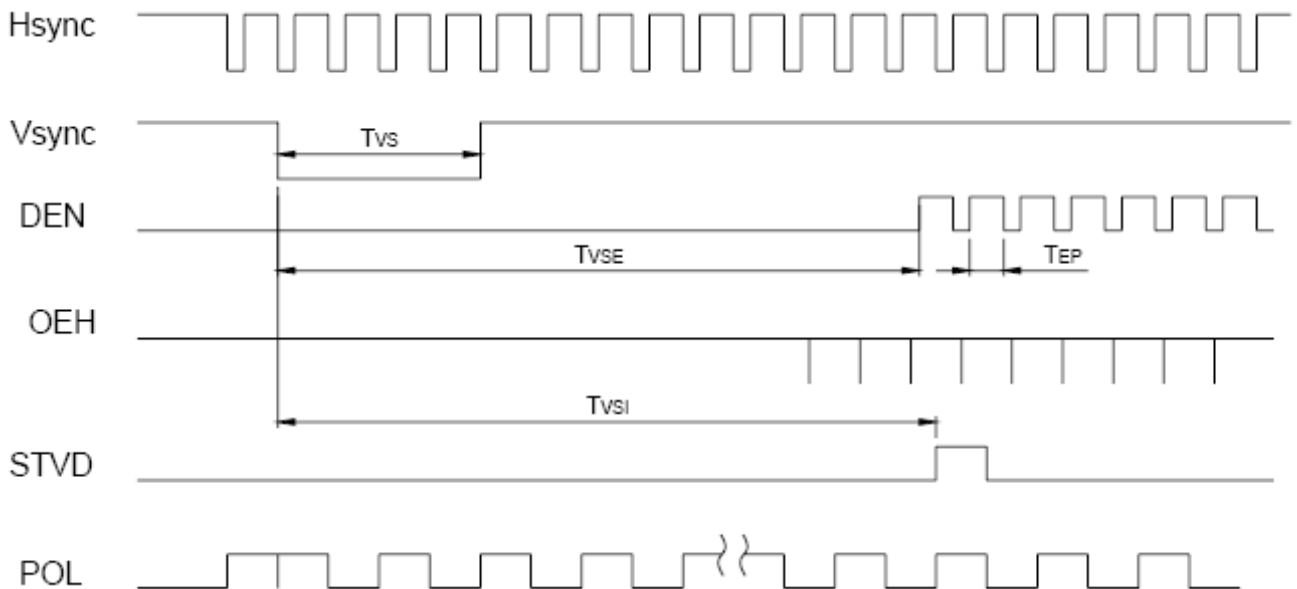 Hsync
Vsync
TVS
DEN
TVSE
TEP
OEH
TVSI
STVD
POL